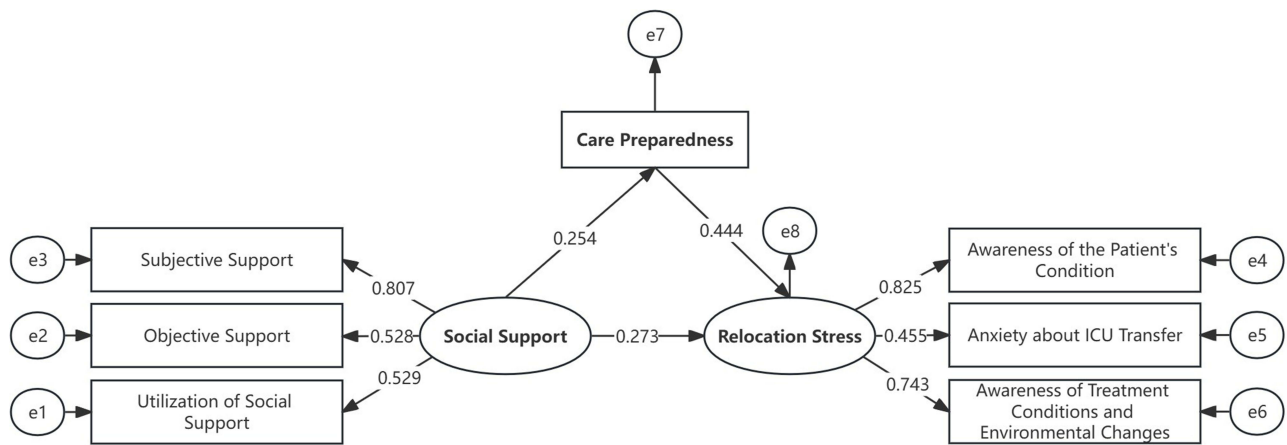 e7
Care Preparedness
0.254
0.444
e8
e3
Subjective Support
0.807
e2
Objective Support
0.528
e1
Utilization of Social
Support
0.529
Social Support
0.273
Relocation Stress
0.825
Awareness of the Patient's
Condition
e4
0.455
Anxiety about ICU Transfer
e5
0.743
Awareness of Treatment
Conditions and
Environmental Changes
e6